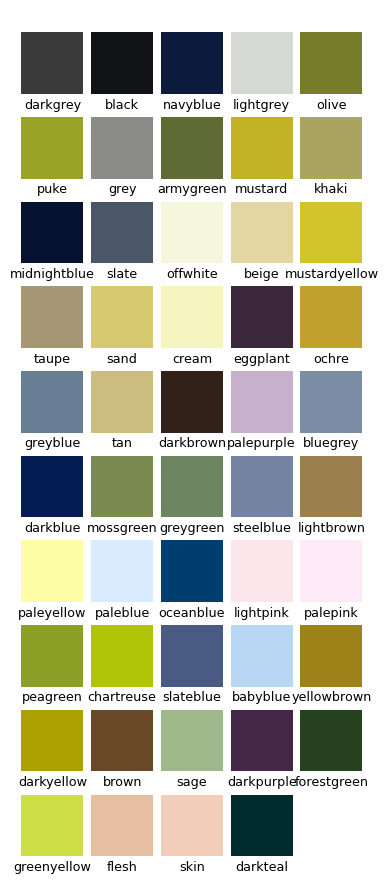 darkgrey black navyblue lightgrey olive
puke grey armygreen mustard khaki
midnightblue slate offwhite beige mustardyellow
taupe sand cream eggplant ochre
greyblue tan darkbrown palepurple bluegrey
darkblue mossgreen greygreen steelblue lightbrown
paleyellow paleblue oceanblue lightpink palepink
peagreen chartreuse slateblue babyblue yellowbrown
darkyellow brown sage darkpurple forestgreen
greenyellow flesh skin darkteal